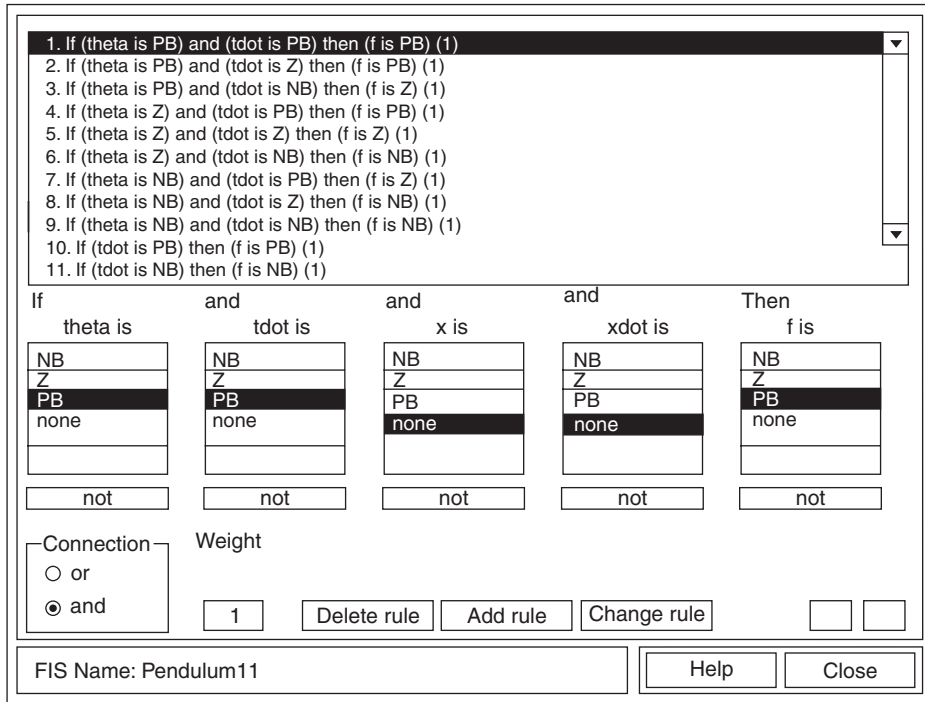 1. If (theta is PB) and (tdot is PB) then (f is PB) (1)
2. If (theta is PB) and (tdot is Z) then (f is PB) (1)
3. If (theta is PB) and (tdot is NB) then (f is Z) (1)
4. If (theta is Z) and (tdot is PB) then (f is PB) (1)
5. If (theta is Z) and (tdot is Z) then (f is Z) (1)
6. If (theta is Z) and (tdot is NB) then (f is NB) (1)
7. If (theta is NB) and (tdot is PB) then (f is Z) (1)
8. If (theta is NB) and (tdot is Z) then (f is NB) (1)
9. If (theta is NB) and (tdot is NB) then (f is NB) (1)
10. If (tdot is PB) then (f is PB) (1)
11. If (tdot is NB) then (f is NB) (1)
If and and and Then
theta is tdot is x is xdot is f is
NB NB NB NB NB
Z Z Z Z Z
PB PB PB PB PB
none none none none none
not not not not not
Connection Weight
or
and 1 Delete rule Add rule Change rule
FIS Name: Pendulum11 Help Close